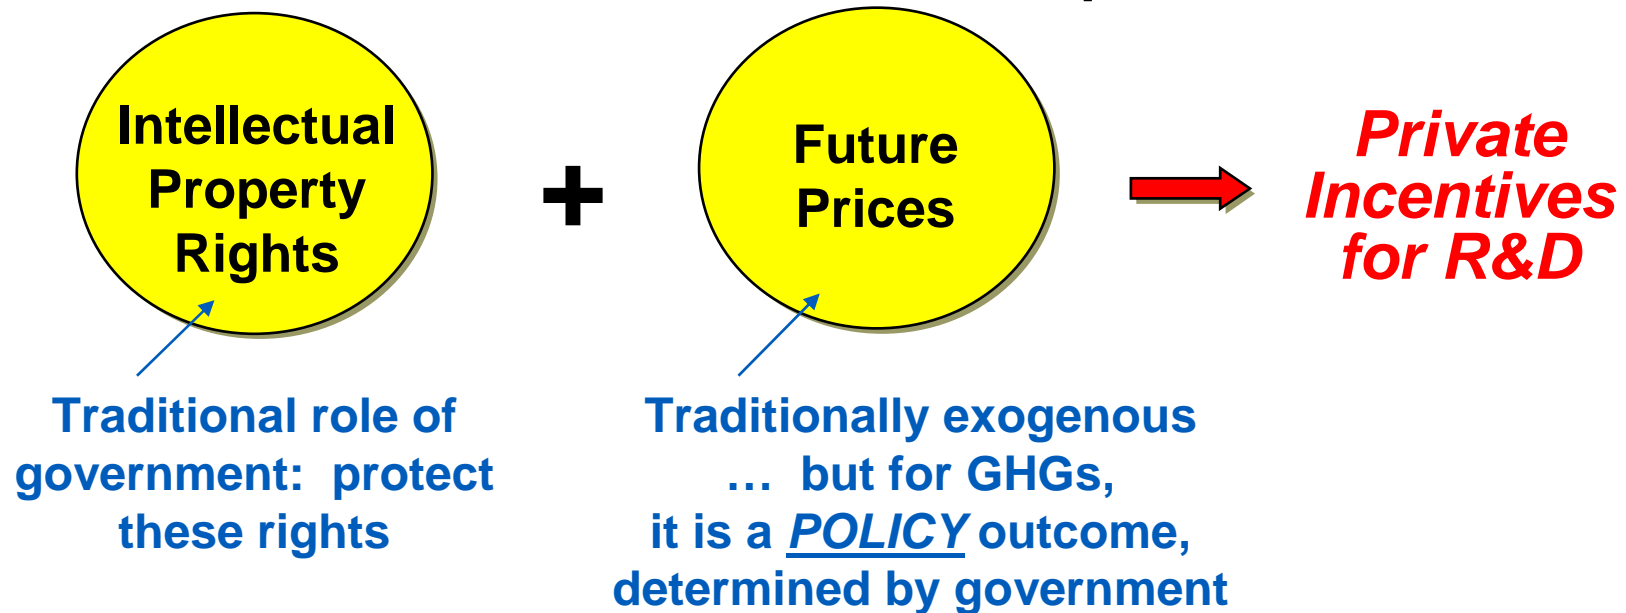 Intellectual
Property
Rights
+
Future
Prices
Private
Incentives
for R&D
Traditional role of
government: protect
these rights
Traditionally exogenous
… but for GHGs,
it is a POLICY outcome,
determined by government